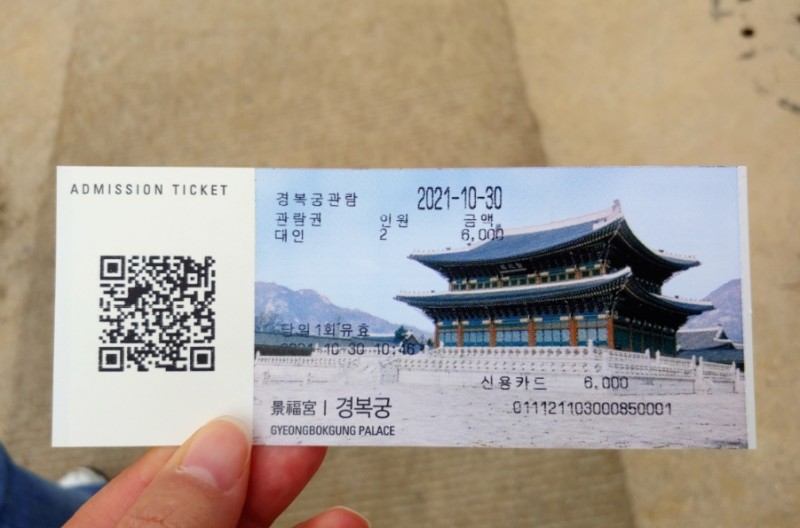 ADMISSION TICKET
경복궁관람 2021-10-30
관람권 인원 금액
대인 2 6,000
당일1회유효
2021-10-30 10:46
신용카드 6,000
景福宮 | 경복궁 011121103000850001
GYEONGBOKGUNG PALACE